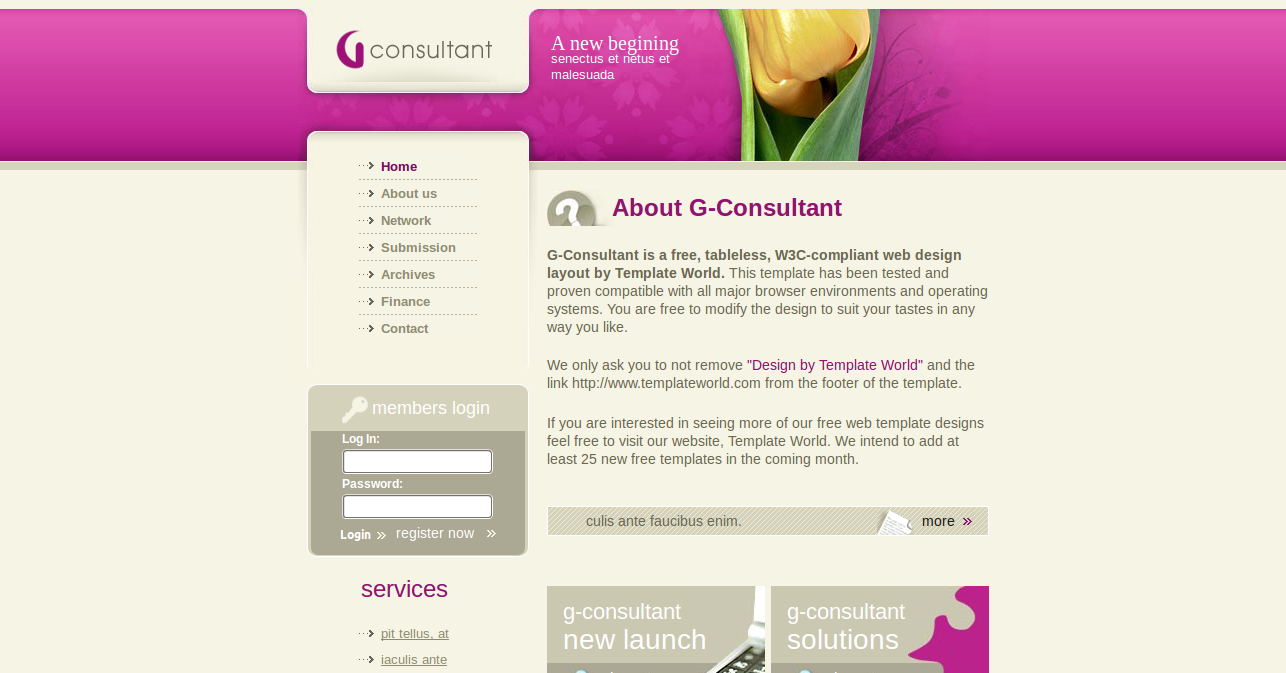 G consultant
A new begining
senectus et netus et
malesuada
Home
About us
Network
Submission
Archives
Finance
Contact
members login
Log In:
Password:
Login
register now
services
pit tellus, at
iaculis ante
About G-Consultant
G-Consultant is a free, tableless, W3C-compliant web design
layout by Template World. This template has been tested and
proven compatible with all major browser environments and operating
systems. You are free to modify the design to suit your tastes in any
way you like.
We only ask you to not remove "Design by Template World" and the
link http://www.templateworld.com from the footer of the template.
If you are interested in seeing more of our free web template designs
feel free to visit our website, Template World. We intend to add at
least 25 new free templates in the coming month.
culis ante faucibus enim.
more
g-consultant
new launch
g-consultant
solutions